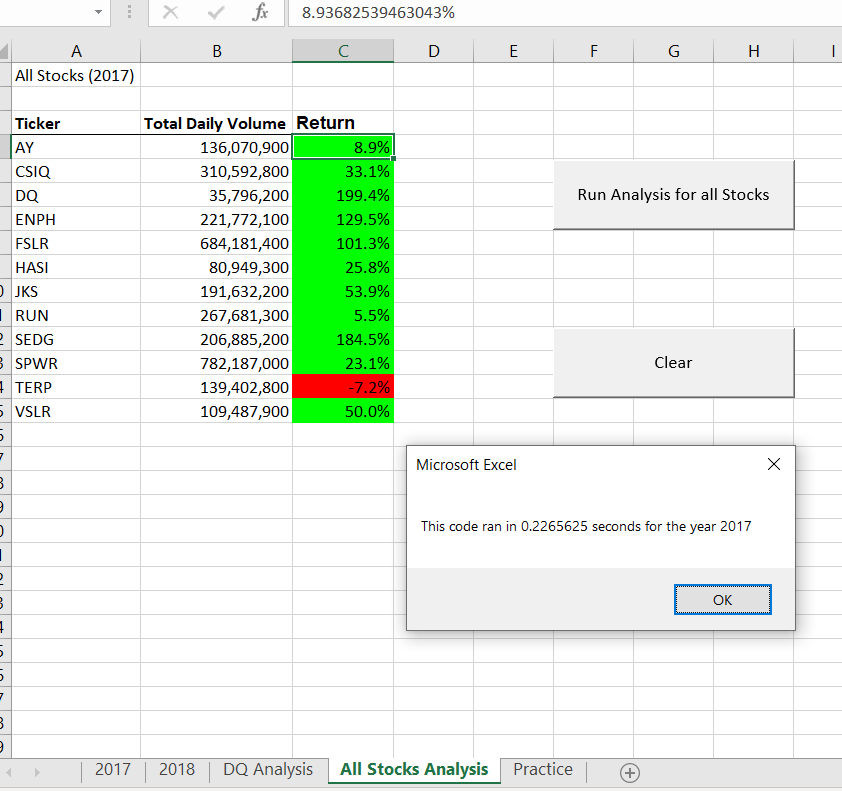 fx 8.93682539463043%
A B C D E F G H I
All Stocks (2017)
Ticker Total Daily Volume Return
AY 136,070,900 8.9%
CSIQ 310,592,800 33.1%
DQ 35,796,200 199.4%
ENPH 221,772,100 129.5%
FSLR 684,181,400 101.3%
HASI 80,949,300 25.8%
JKS 191,632,200 53.9%
RUN 267,681,300 5.5%
SEDG 206,885,200 184.5%
SPWR 782,187,000 23.1%
TERP 139,402,800 -7.2%
VSLR 109,487,900 50.0%
Run Analysis for all Stocks
Clear
Microsoft Excel
This code ran in 0.2265625 seconds for the year 2017
OK
2017 2018 DQ Analysis All Stocks Analysis Practice